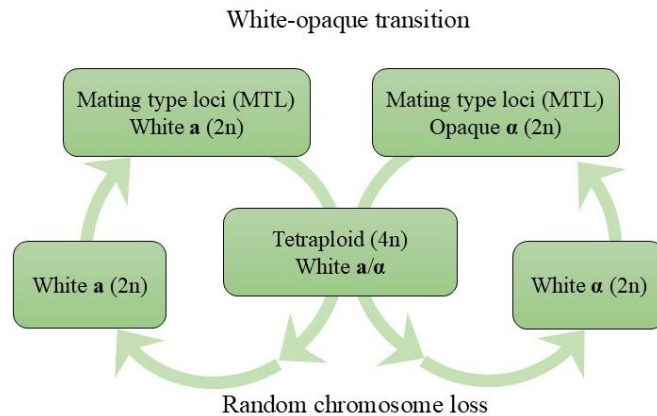 White-opaque transition
Mating type loci (MTL)
White a (2n)
Mating type loci (MTL)
Opaque α (2n)
Tetraploid (4n)
White a/α
White a (2n)
White α (2n)
Random chromosome loss